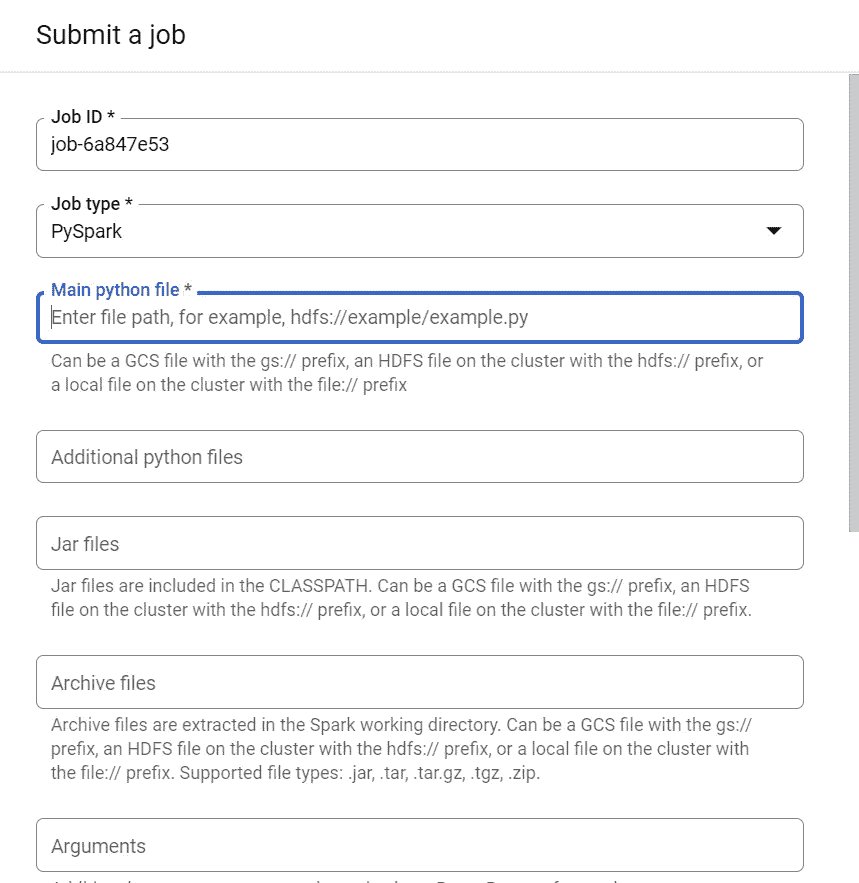 Submit a job
Job ID *
job-6a847e53
Job type *
PySpark
Main python file *
Enter file path, for example, hdfs://example/example.py
Can be a GCS file with the gs:// prefix, an HDFS file on the cluster with the hdfs:// prefix, or
a local file on the cluster with the file:// prefix
Additional python files
Jar files
Jar files are included in the CLASSPATH. Can be a GCS file with the gs:// prefix, an HDFS
file on the cluster with the hdfs:// prefix, or a local file on the cluster with the file:// prefix.
Archive files
Archive files are extracted in the Spark working directory. Can be a GCS file with the gs://
prefix, an HDFS file on the cluster with the hdfs:// prefix, or a local file on the cluster with
the file:// prefix. Supported file types: .jar, .tar, .tar.gz, .tgz, .zip.
Arguments